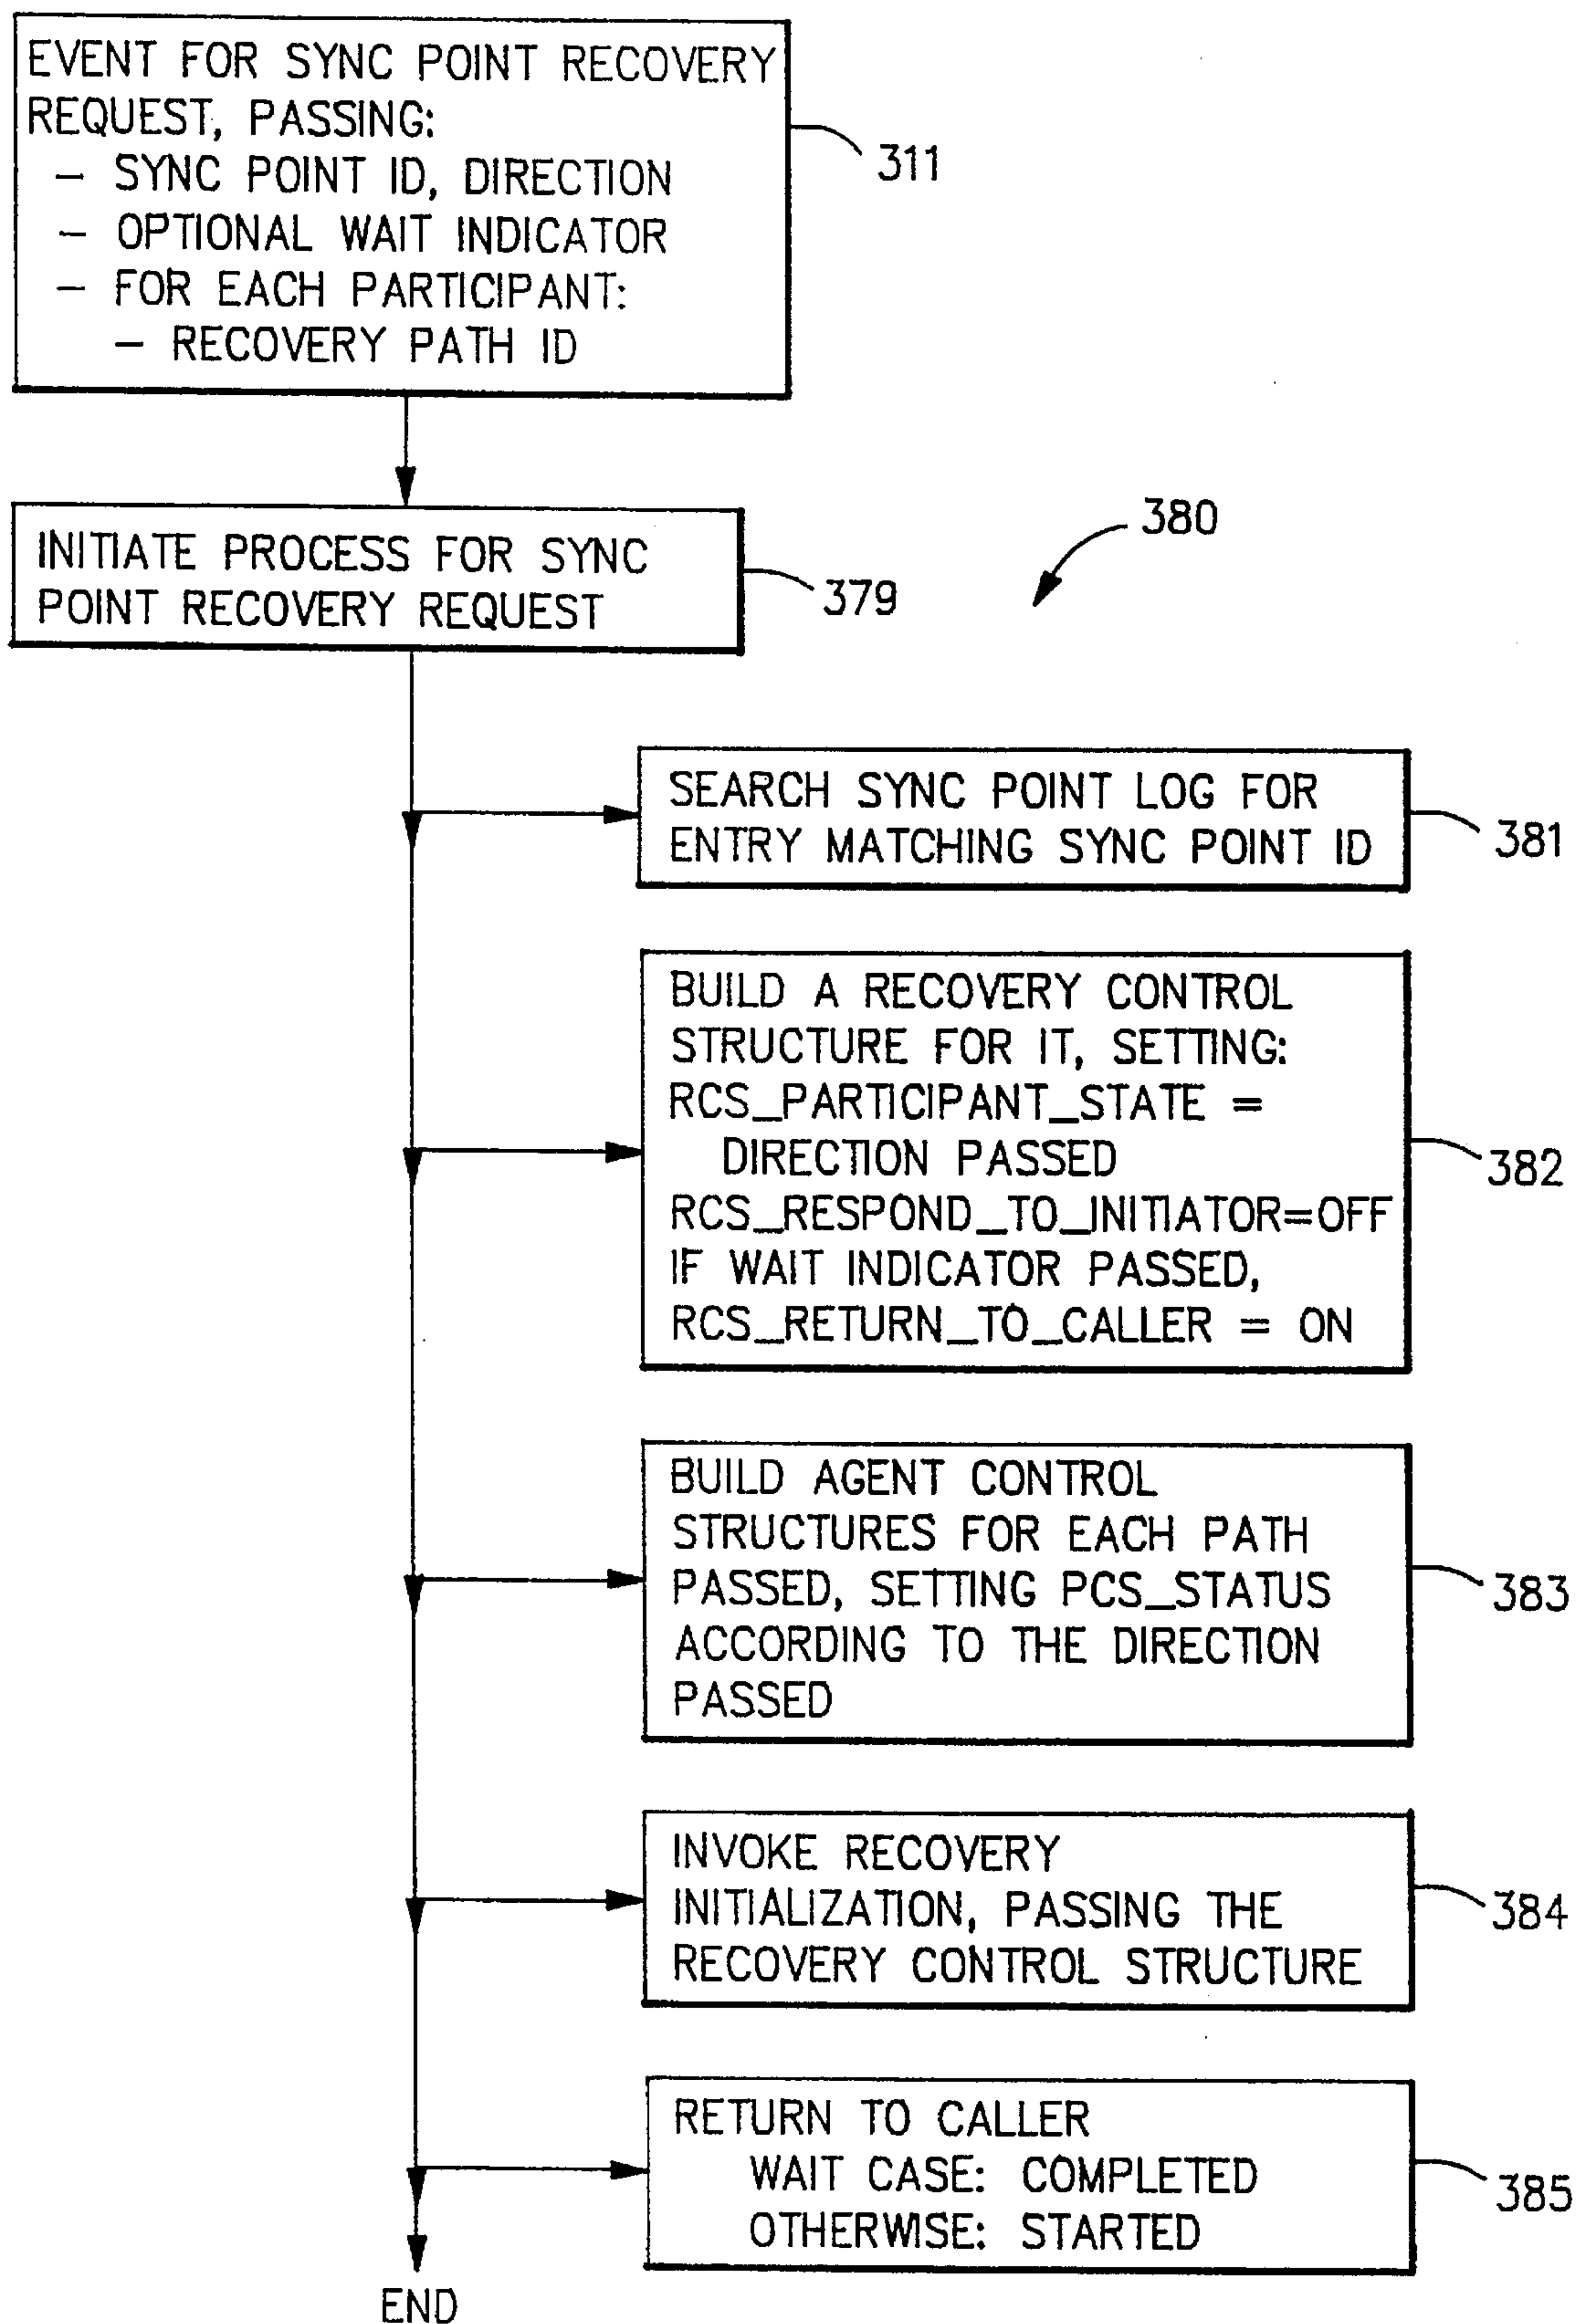 EVENT FOR SYNC POINT RECOVERY
REQUEST, PASSING:
– SYNC POINT ID, DIRECTION
– OPTIONAL WAIT INDICATOR
– FOR EACH PARTICIPANT:
– RECOVERY PATH ID
311
380
INITIATE PROCESS FOR SYNC
POINT RECOVERY REQUEST
379
SEARCH SYNC POINT LOG FOR
ENTRY MATCHING SYNC POINT ID
381
BUILD A RECOVERY CONTROL
STRUCTURE FOR IT, SETTING:
RCS_PARTICIPANT_STATE =
DIRECTION PASSED
RCS_RESPOND_TO_INITIATOR=OFF
IF WAIT INDICATOR PASSED,
RCS_RETURN_TO_CALLER = ON
382
BUILD AGENT CONTROL
STRUCTURES FOR EACH PATH
PASSED, SETTING PCS_STATUS
ACCORDING TO THE DIRECTION
PASSED
383
INVOKE RECOVERY
INITIALIZATION, PASSING THE
RECOVERY CONTROL STRUCTURE
384
RETURN TO CALLER
WAIT CASE: COMPLETED
OTHERWISE: STARTED
385
END